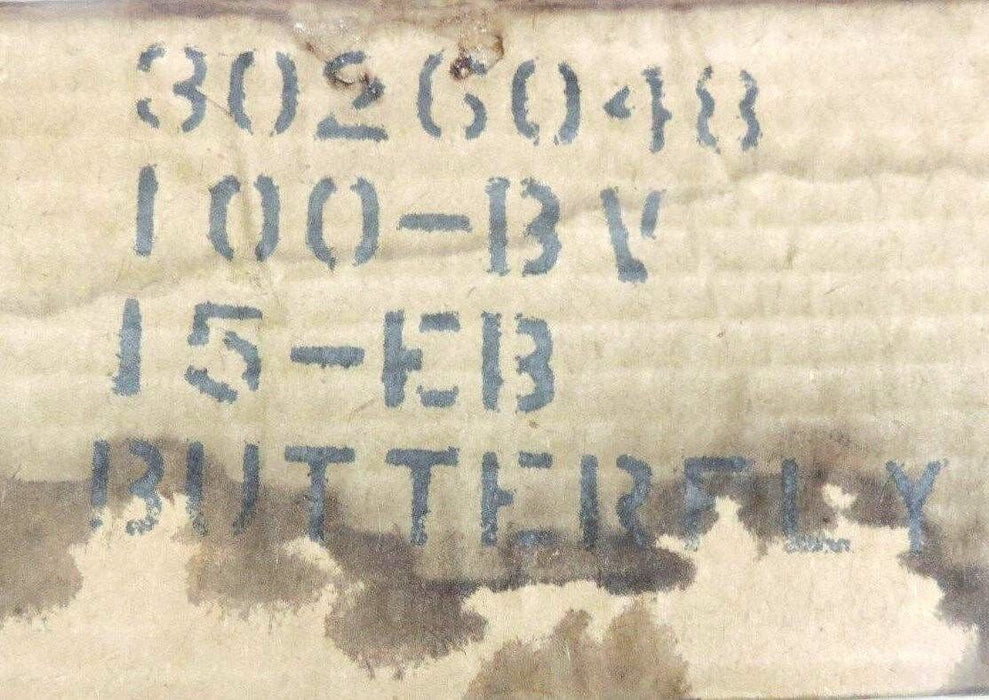 3026048
100-BV
15-EB
BUTTERFLY